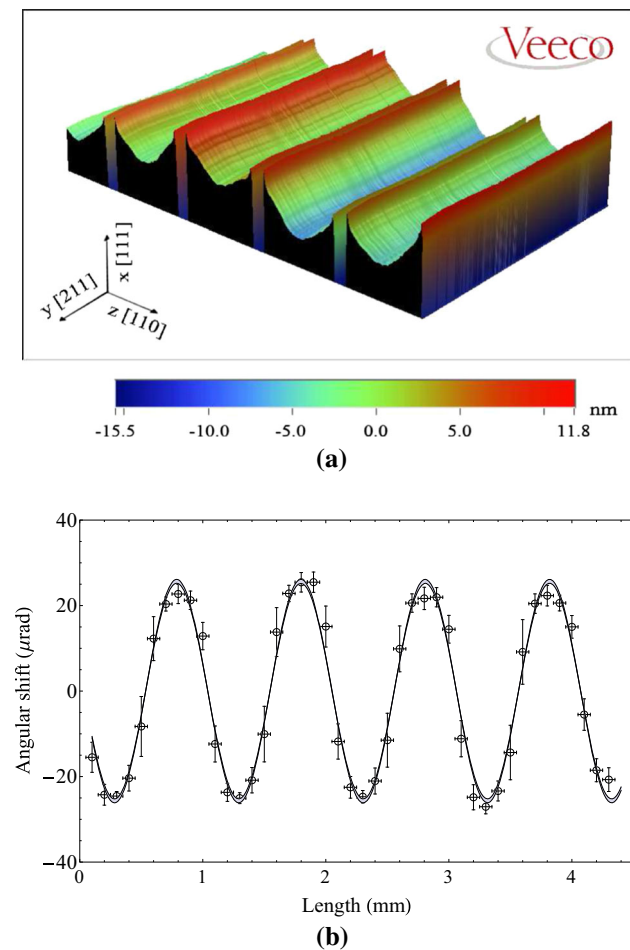 Veeco
x [111]
y [211]
z [110]
nm
-15.5 -10.0 -5.0 0.0 5.0 11.8
(a)
40
20
0
−20
−40
Angular shift (μrad)
0 1 2 3 4
Length (mm)
(b)